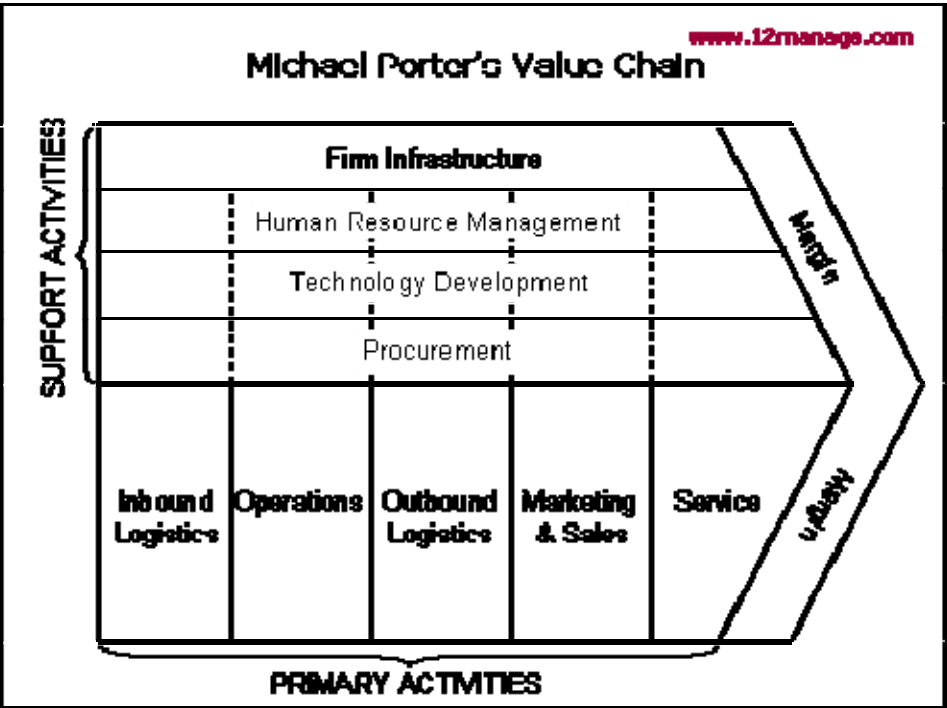 www.12manage.com
Michael Porter's Value Chain
SUPPORT ACTIVITIES
Firm Infrastructure
Human Resource Management
Technology Development
Procurement
Margin
Inbound
Logistics
Operations
Outbound
Logistics
Marketing
& Sales
Service
Margin
PRIMARY ACTIVITIES